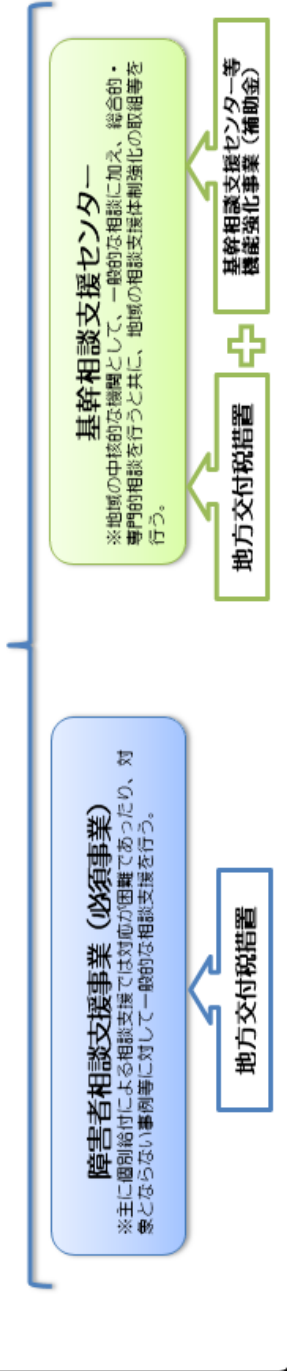 障害者相談支援事業（必須事業）
※主に個別給付による相談支援では対応が困難であったり、対
象とならない事例等に対して一般的な相談支援を行う。
地方交付税措置
基幹相談支援センター
※地域の中核的な機関として、一般的な相談に加え、総合的・
専門的相談を行うと共に、地域の相談支援体制強化の取組等を
行う。
地方交付税措置
基幹相談支援センター等
機能強化事業（補助金）